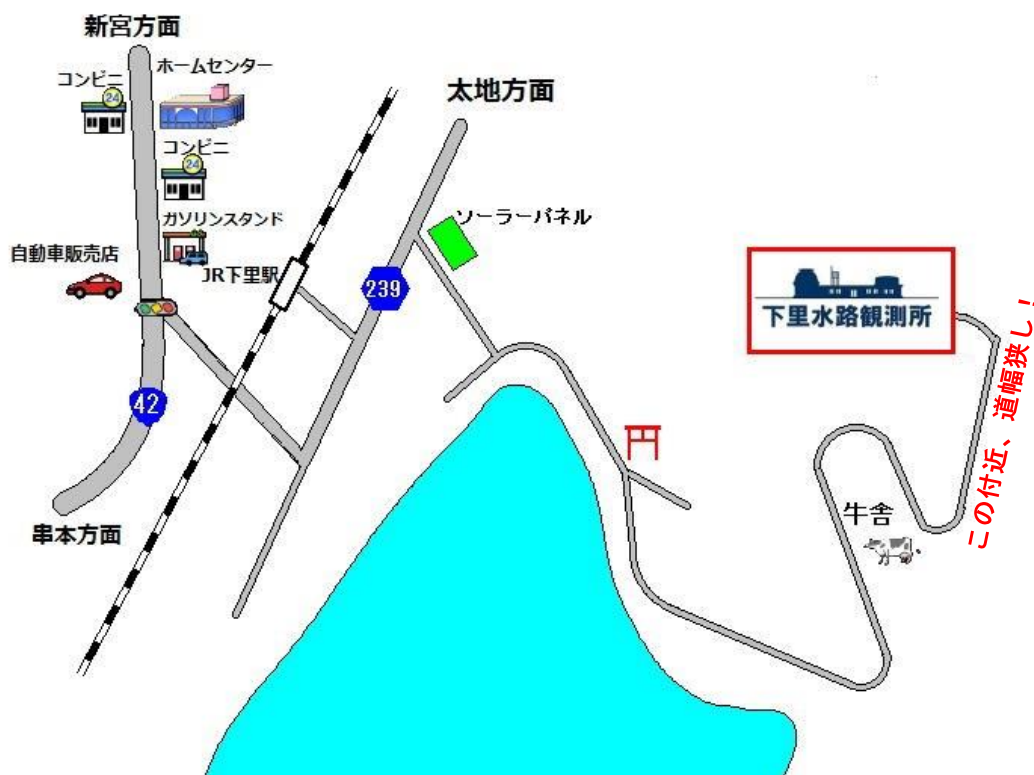 新宮方面
コンビニ
24
ホームセンター
太地方面
コンビニ
24
ガソリンスタンド
ソーラーパネル
自動車販売店
JR下里駅
239
下里水路観測所
この付近、道幅狭し！
42
牛舎
串本方面